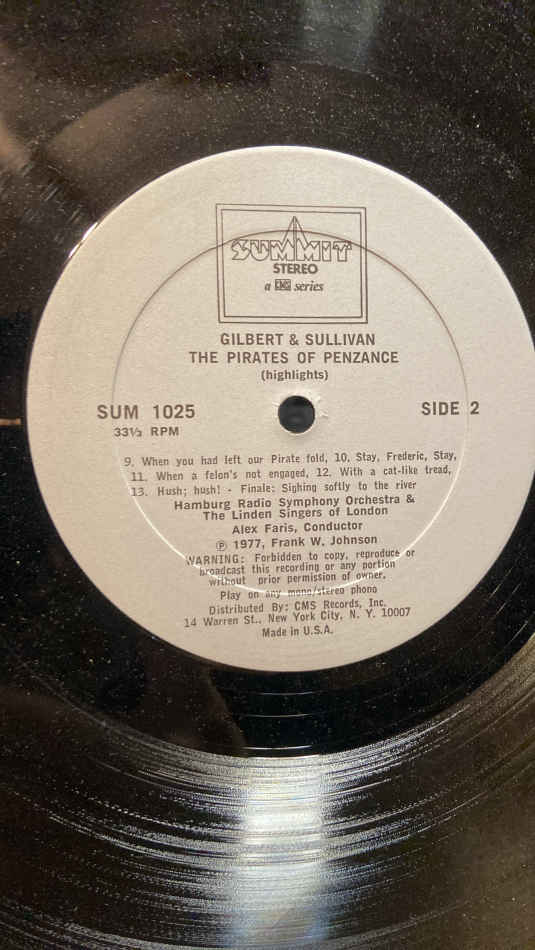 SUMMIT
STEREO
a CMS series
GILBERT & SULLIVAN
THE PIRATES OF PENZANCE
(highlights)
SUM 1025
SIDE 2
33⅓ RPM
9. When you had left our Pirate fold, 10. Stay, Frederic, Stay,
11. When a felon's not engaged, 12. With a cat-like tread,
13. Hush; hush! - Finale: Sighing softly to the river
Hamburg Radio Symphony Orchestra &
The Linden Singers of London
Alex Faris, Conductor
℗ 1977, Frank W. Johnson
WARNING: Forbidden to copy, reproduce or
broadcast this recording or any portion
without prior permission of owner.
Play on any mono/stereo phono
Distributed By: CMS Records, Inc.
14 Warren St., New York City, N. Y. 10007
Made in U.S.A.